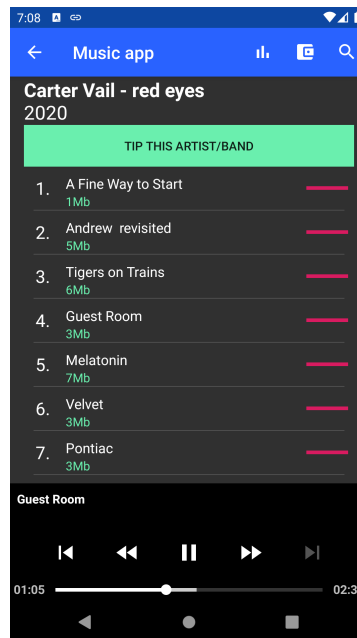 7:08
Music app
Carter Vail - red eyes
2020
TIP THIS ARTIST/BAND
1. A Fine Way to Start
1Mb
2. Andrew revisited
5Mb
3. Tigers on Trains
6Mb
4. Guest Room
3Mb
5. Melatonin
7Mb
6. Velvet
3Mb
7. Pontiac
3Mb
Guest Room
01:05 02:3